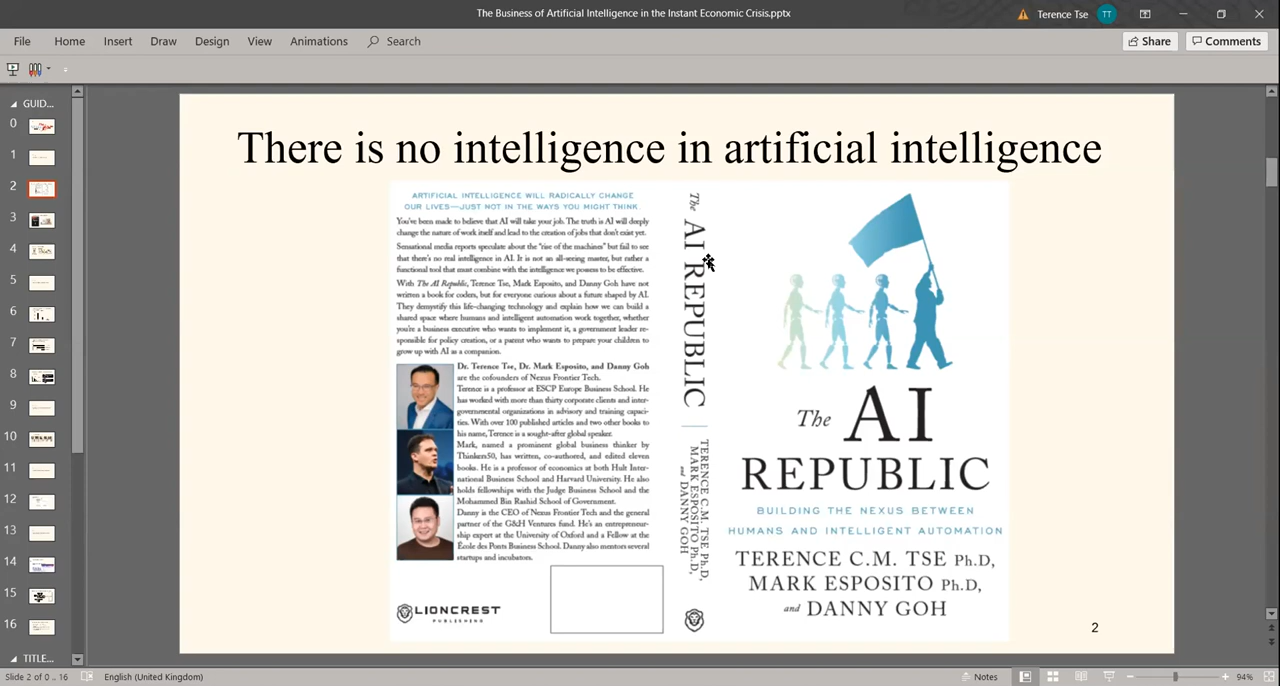 The Business of Artificial Intelligence in the Instant Economic Crisis.pptx
Terence Tse
TT
File
Home
Insert
Draw
Design
View
Animations
Search
Share
Comments
GUID...
0
1
2
3
4
5
6
7
8
9
10
11
12
13
14
15
16
TITLE...
There is no intelligence in artificial intelligence
ARTIFICIAL INTELLIGENCE WILL RADICALLY CHANGE
OUR LIVES—JUST NOT IN THE WAYS YOU MIGHT THINK.
You've been made to believe that AI will take your job. The truth is AI will deeply
change the nature of work itself and lead to the creation of jobs that don't exist yet.
Sensational media reports speculate about the "rise of the machines" but fail to see
that there's no real intelligence in AI. It is not an all-seeing master, but rather a
functional tool that must combine with the intelligence we possess to be effective.
With The AI Republic, Terence Tse, Mark Esposito, and Danny Goh have not
written a book for coders, but for everyone curious about a future shaped by AI.
They demystify this life-changing technology and explain how we can build a
shared space where humans and intelligent automation work together, whether
you're a business executive who wants to implement it, a government leader re-
sponsible for policy creation, or a parent who wants to prepare your children to
grow up with AI as a companion.
Dr. Terence Tse, Dr. Mark Esposito, and Danny Goh
are the cofounders of Nexus Frontier Tech.
Terence is a professor at ESCP Europe Business School. He
has worked with more than thirty corporate clients and inter-
governmental organizations in advisory and training capaci-
ties. With over 100 published articles and two other books to
his name, Terence is a sought-after global speaker.
Mark, named a prominent global business thinker by
Thinkers50, has written, co-authored, and edited eleven
books. He is a professor of economics at both Hult Inter-
national Business School and Harvard University. He also
holds fellowships with the Judge Business School and the
Mohammed Bin Rashid School of Government.
Danny is the CEO of Nexus Frontier Tech and the general
partner of the G&H Ventures fund. He's an entrepreneur-
ship expert at the University of Oxford and a Fellow at the
École des Ponts Business School. Danny also mentors several
startups and incubators.
LIONCREST
PUBLISHING
The AI REPUBLIC
TERENCE C.M. TSE Ph.D,
MARK ESPOSITO Ph.D,
and DANNY GOH
The AI
REPUBLIC
BUILDING THE NEXUS BETWEEN
HUMANS AND INTELLIGENT AUTOMATION
TERENCE C.M. TSE Ph.D,
MARK ESPOSITO Ph.D,
and DANNY GOH
2
Slide 2 of 0 .. 16
English (United Kingdom)
Notes
94%